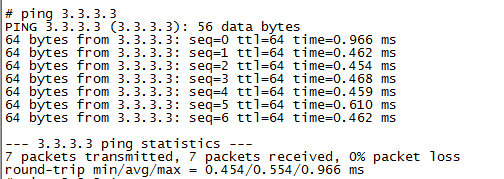 # ping 3.3.3.3
PING 3.3.3.3 (3.3.3.3): 56 data bytes
64 bytes from 3.3.3.3: seq=0 ttl=64 time=0.966 ms
64 bytes from 3.3.3.3: seq=1 ttl=64 time=0.462 ms
64 bytes from 3.3.3.3: seq=2 ttl=64 time=0.454 ms
64 bytes from 3.3.3.3: seq=3 ttl=64 time=0.468 ms
64 bytes from 3.3.3.3: seq=4 ttl=64 time=0.459 ms
64 bytes from 3.3.3.3: seq=5 ttl=64 time=0.610 ms
64 bytes from 3.3.3.3: seq=6 ttl=64 time=0.462 ms
--- 3.3.3.3 ping statistics ---
7 packets transmitted, 7 packets received, 0% packet loss
round-trip min/avg/max = 0.454/0.554/0.966 ms